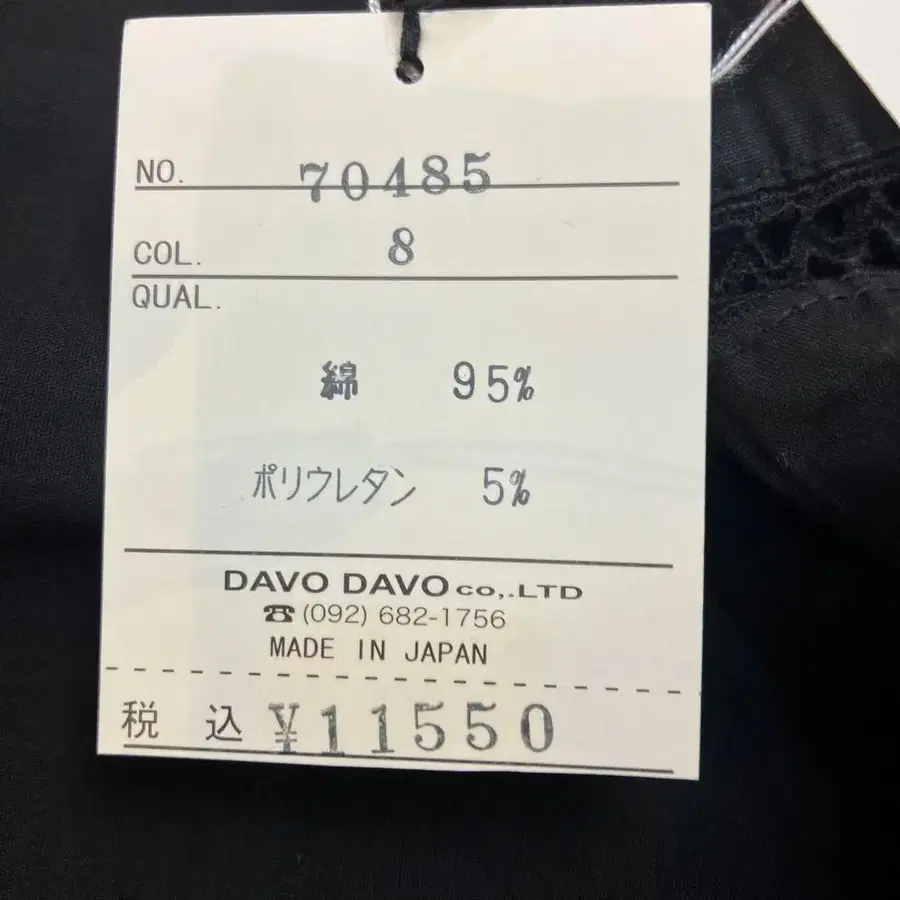 NO. 70485
COL. 8
QUAL.
綿 95%
ポリウレタン 5%
DAVO DAVO CO,.LTD
☎ (092) 682-1756
MADE IN JAPAN
税 込 ¥11550